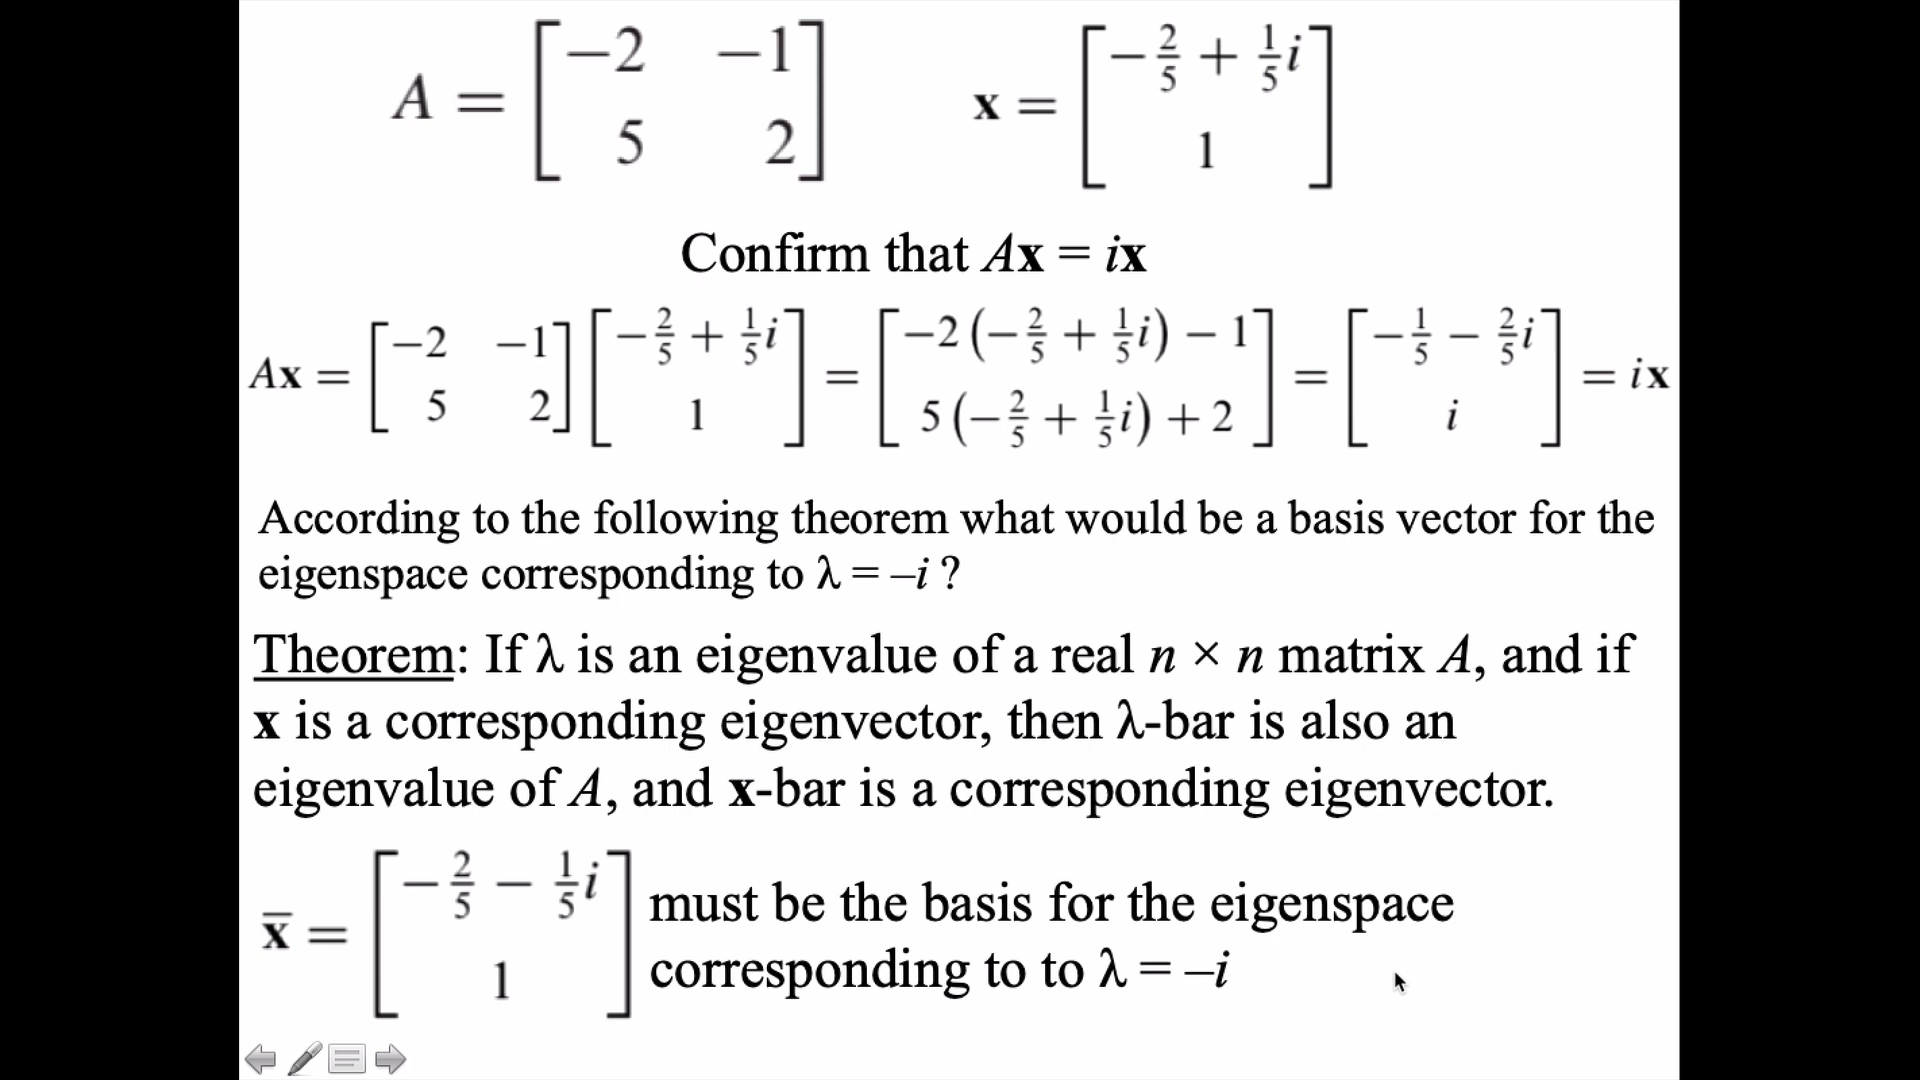 A = [−2 −1; 5 2] x = [−2/5 + 1/5 i; 1]
Confirm that Ax = ix
Ax = [−2 −1; 5 2] [−2/5 + 1/5 i; 1] = [−2(−2/5 + 1/5 i) − 1; 5(−2/5 + 1/5 i) + 2] = [−1/5 − 2/5 i; i] = ix
According to the following theorem what would be a basis vector for the
eigenspace corresponding to λ = –i ?
Theorem: If λ is an eigenvalue of a real n × n matrix A, and if
x is a corresponding eigenvector, then λ-bar is also an
eigenvalue of A, and x-bar is a corresponding eigenvector.
x̅ = [−2/5 − 1/5 i; 1] must be the basis for the eigenspace
corresponding to to λ = –i